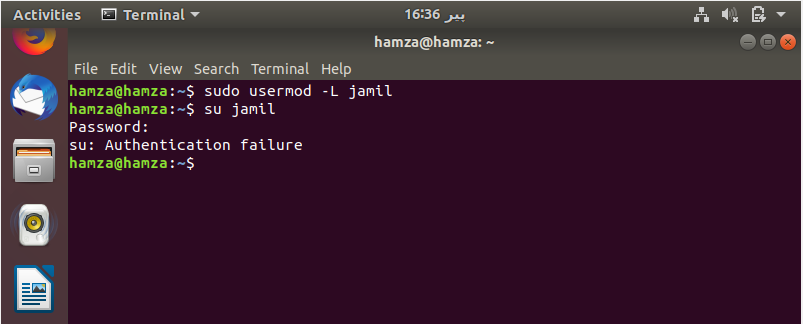 Activities Terminal 16:36 پیر
hamza@hamza: ~
File Edit View Search Terminal Help
hamza@hamza:~$ sudo usermod -L jamil
hamza@hamza:~$ su jamil
Password:
su: Authentication failure
hamza@hamza:~$